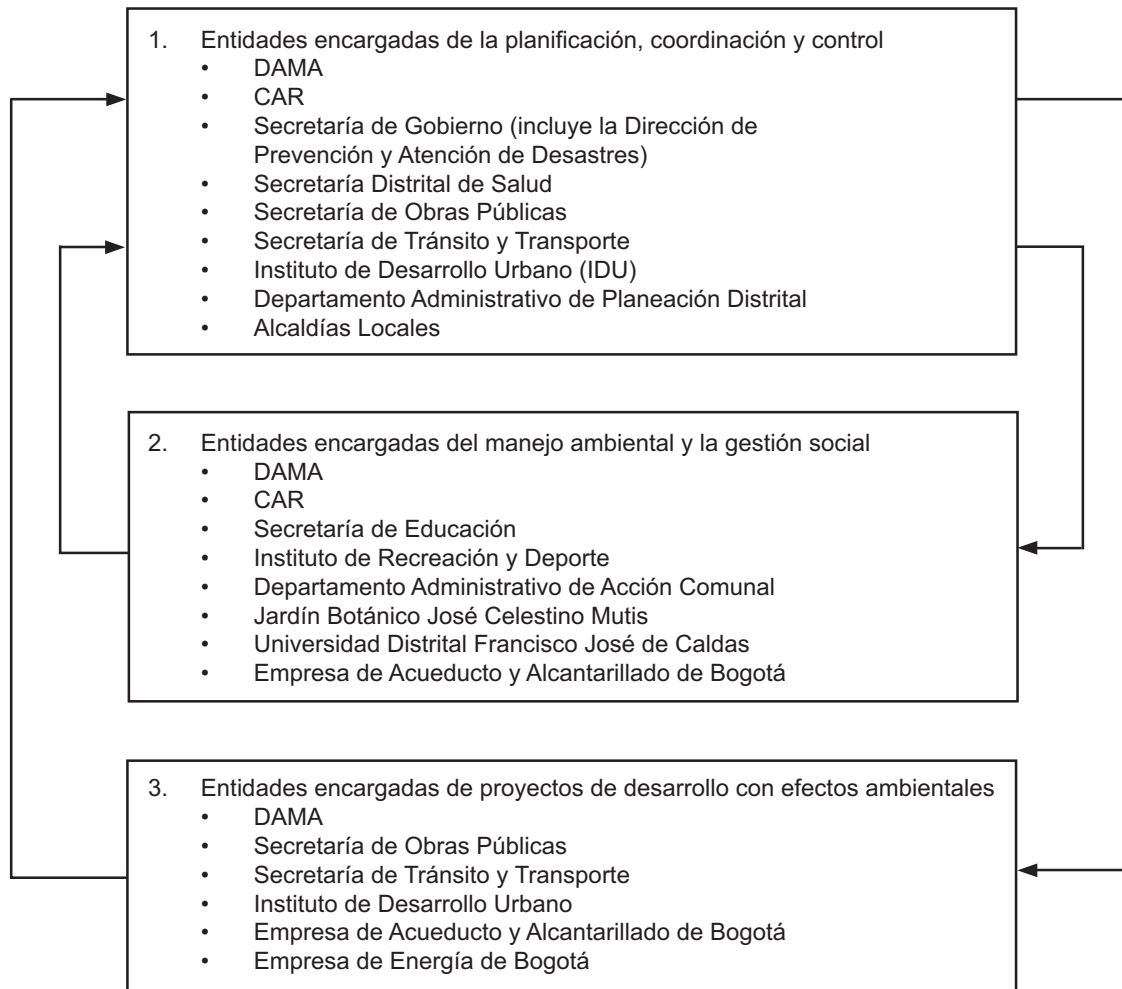 1. Entidades encargadas de la planificación, coordinación y control
• DAMA
• CAR
• Secretaría de Gobierno (incluye la Dirección de
Prevención y Atención de Desastres)
• Secretaría Distrital de Salud
• Secretaría de Obras Públicas
• Secretaría de Tránsito y Transporte
• Instituto de Desarrollo Urbano (IDU)
• Departamento Administrativo de Planeación Distrital
• Alcaldías Locales
2. Entidades encargadas del manejo ambiental y la gestión social
• DAMA
• CAR
• Secretaría de Educación
• Instituto de Recreación y Deporte
• Departamento Administrativo de Acción Comunal
• Jardín Botánico José Celestino Mutis
• Universidad Distrital Francisco José de Caldas
• Empresa de Acueducto y Alcantarillado de Bogotá
3. Entidades encargadas de proyectos de desarrollo con efectos ambientales
• DAMA
• Secretaría de Obras Públicas
• Secretaría de Tránsito y Transporte
• Instituto de Desarrollo Urbano
• Empresa de Acueducto y Alcantarillado de Bogotá
• Empresa de Energía de Bogotá